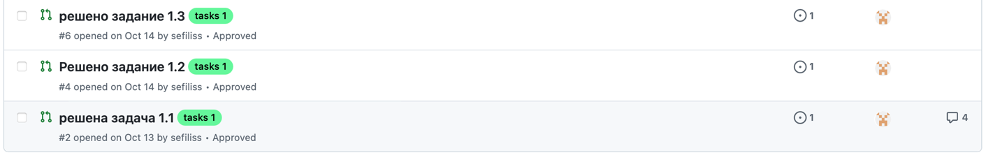 решено задание 1.3 tasks 1 1
#6 opened on Oct 14 by sefiliss • Approved
Решено задание 1.2 tasks 1 1
#4 opened on Oct 14 by sefiliss • Approved
решена задача 1.1 tasks 1 1 4
#2 opened on Oct 13 by sefiliss • Approved